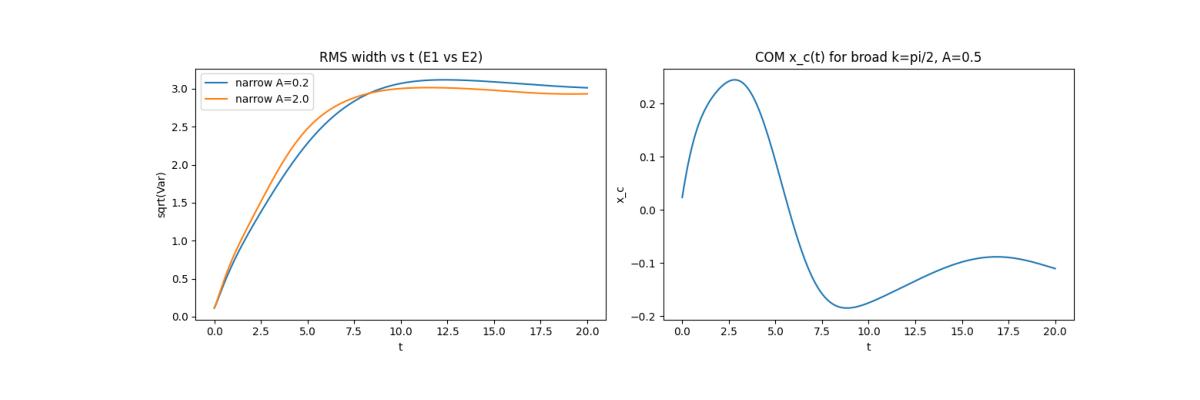 RMS width vs t (E1 vs E2)
narrow A=0.2
narrow A=2.0
sqrt(Var)
3.0
2.5
2.0
1.5
1.0
0.5
0.0
0.0 2.5 5.0 7.5 10.0 12.5 15.0 17.5 20.0
t
COM x_c(t) for broad k=pi/2, A=0.5
x_c
0.2
0.1
0.0
−0.1
−0.2
0.0 2.5 5.0 7.5 10.0 12.5 15.0 17.5 20.0
t